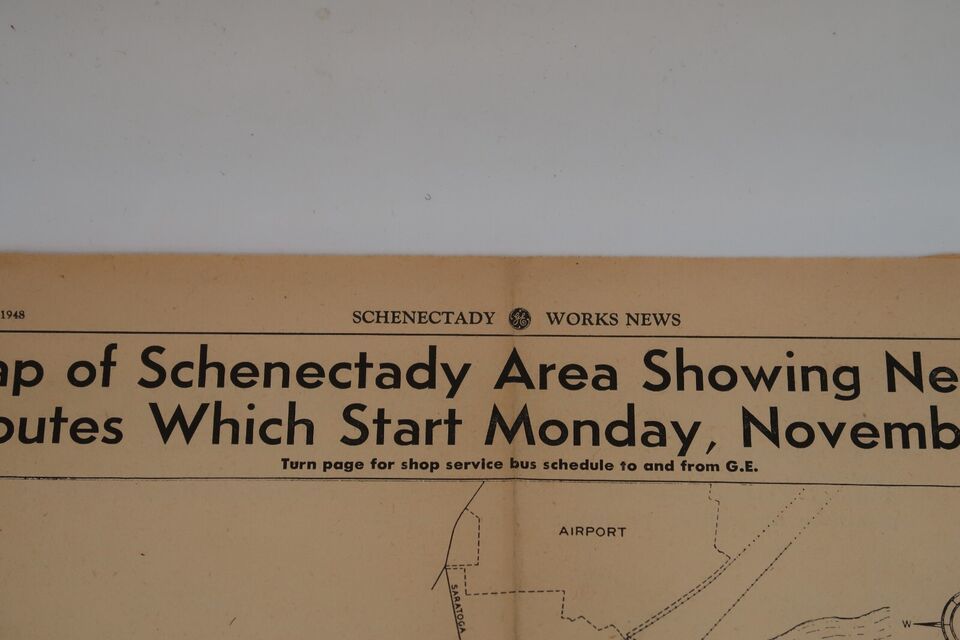 1948
SCHENECTADY GE WORKS NEWS
ap of Schenectady Area Showing Ne
outes Which Start Monday, Novemb
Turn page for shop service bus schedule to and from G.E.
AIRPORT
SARATOGA
W